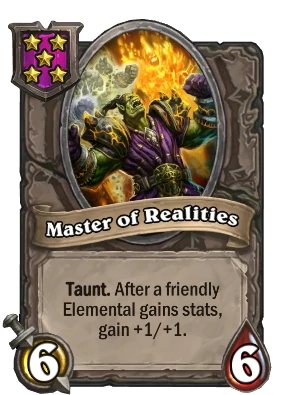 Master of Realities
Taunt. After a friendly
Elemental gains stats,
gain +1/+1.
6
6